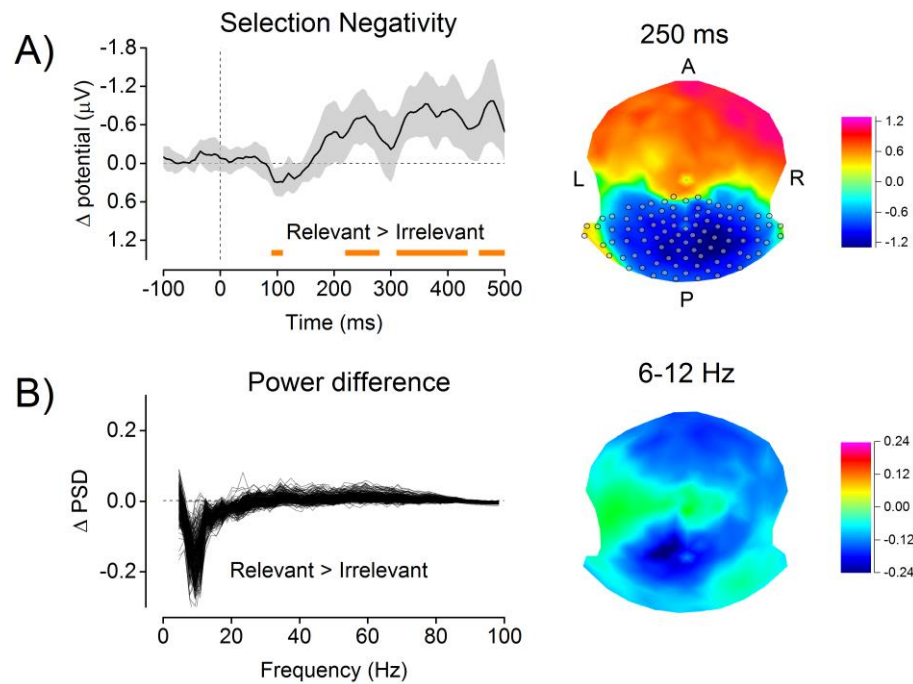 A)
Selection Negativity
-1.8
-1.2
-0.6
0.0
0.6
1.2
Δ potential (μV)
Relevant > Irrelevant
-100 0 100 200 300 400 500
Time (ms)
250 ms
A
L
R
P
1.2
0.6
0.0
-0.6
-1.2
B)
Power difference
0.2
0.0
-0.2
Δ PSD
Relevant > Irrelevant
0 20 40 60 80 100
Frequency (Hz)
6-12 Hz
0.24
0.12
0.00
-0.12
-0.24